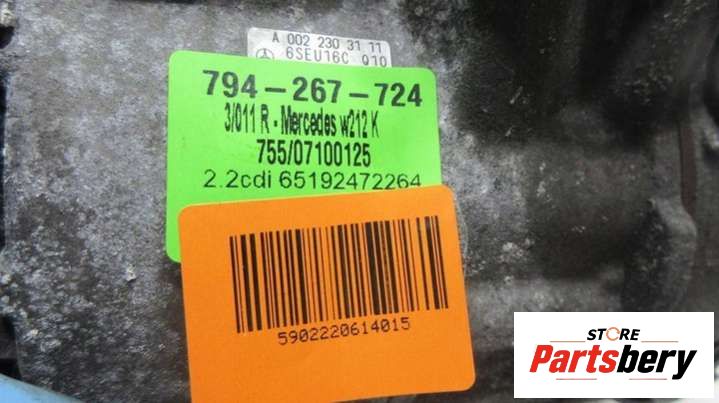 A 002 230 31 11
6SEU16C Q10
794-267-724
3/011 R - Mercedes w212 K
755/07100125
2.2cdi 65192472264
5902220614015
STORE
Partsbery